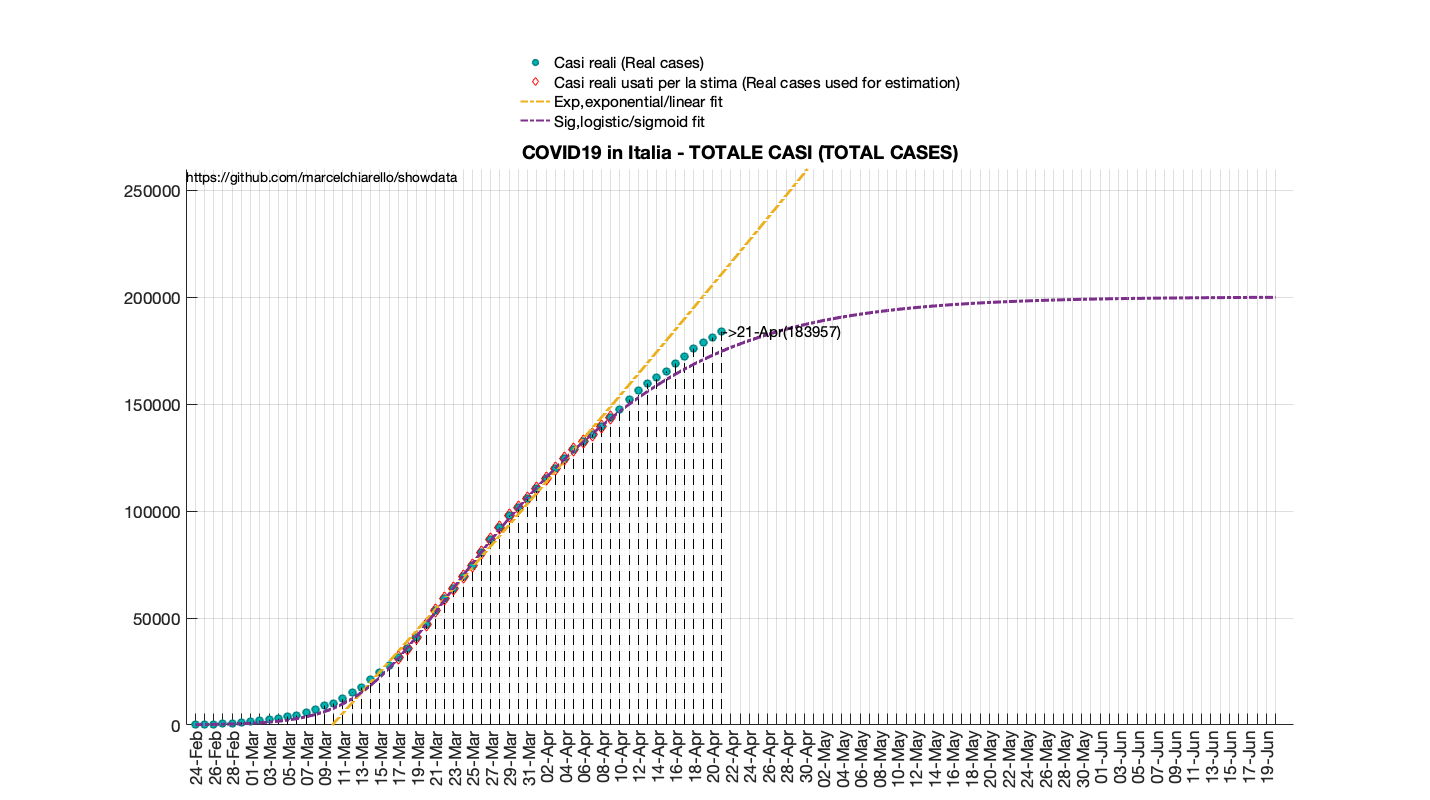 Casi reali (Real cases)
Casi reali usati per la stima (Real cases used for estimation)
Exp,exponential/linear fit
Sig,logistic/sigmoid fit
COVID19 in Italia - TOTALE CASI (TOTAL CASES)
https://github.com/marcelchiarello/showdata
250000
200000
150000
100000
50000
0
->21-Apr(183957)
24-Feb
26-Feb
28-Feb
01-Mar
03-Mar
05-Mar
07-Mar
09-Mar
11-Mar
13-Mar
15-Mar
17-Mar
19-Mar
21-Mar
23-Mar
25-Mar
27-Mar
29-Mar
31-Mar
02-Apr
04-Apr
06-Apr
08-Apr
10-Apr
12-Apr
14-Apr
16-Apr
18-Apr
20-Apr
22-Apr
24-Apr
26-Apr
28-Apr
30-Apr
02-May
04-May
06-May
08-May
10-May
12-May
14-May
16-May
18-May
20-May
22-May
24-May
26-May
28-May
30-May
01-Jun
03-Jun
05-Jun
07-Jun
09-Jun
11-Jun
13-Jun
15-Jun
17-Jun
19-Jun